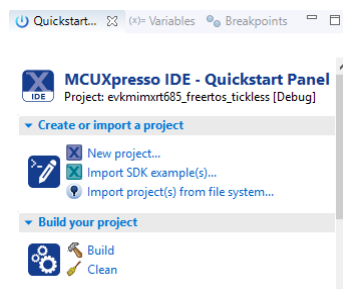 Quickstart... (x)= Variables Breakpoints
MCUXpresso IDE - Quickstart Panel
IDE Project: evkmimxrt685_freertos_tickless [Debug]
Create or import a project
New project...
Import SDK example(s)...
Import project(s) from file system...
Build your project
Build
Clean